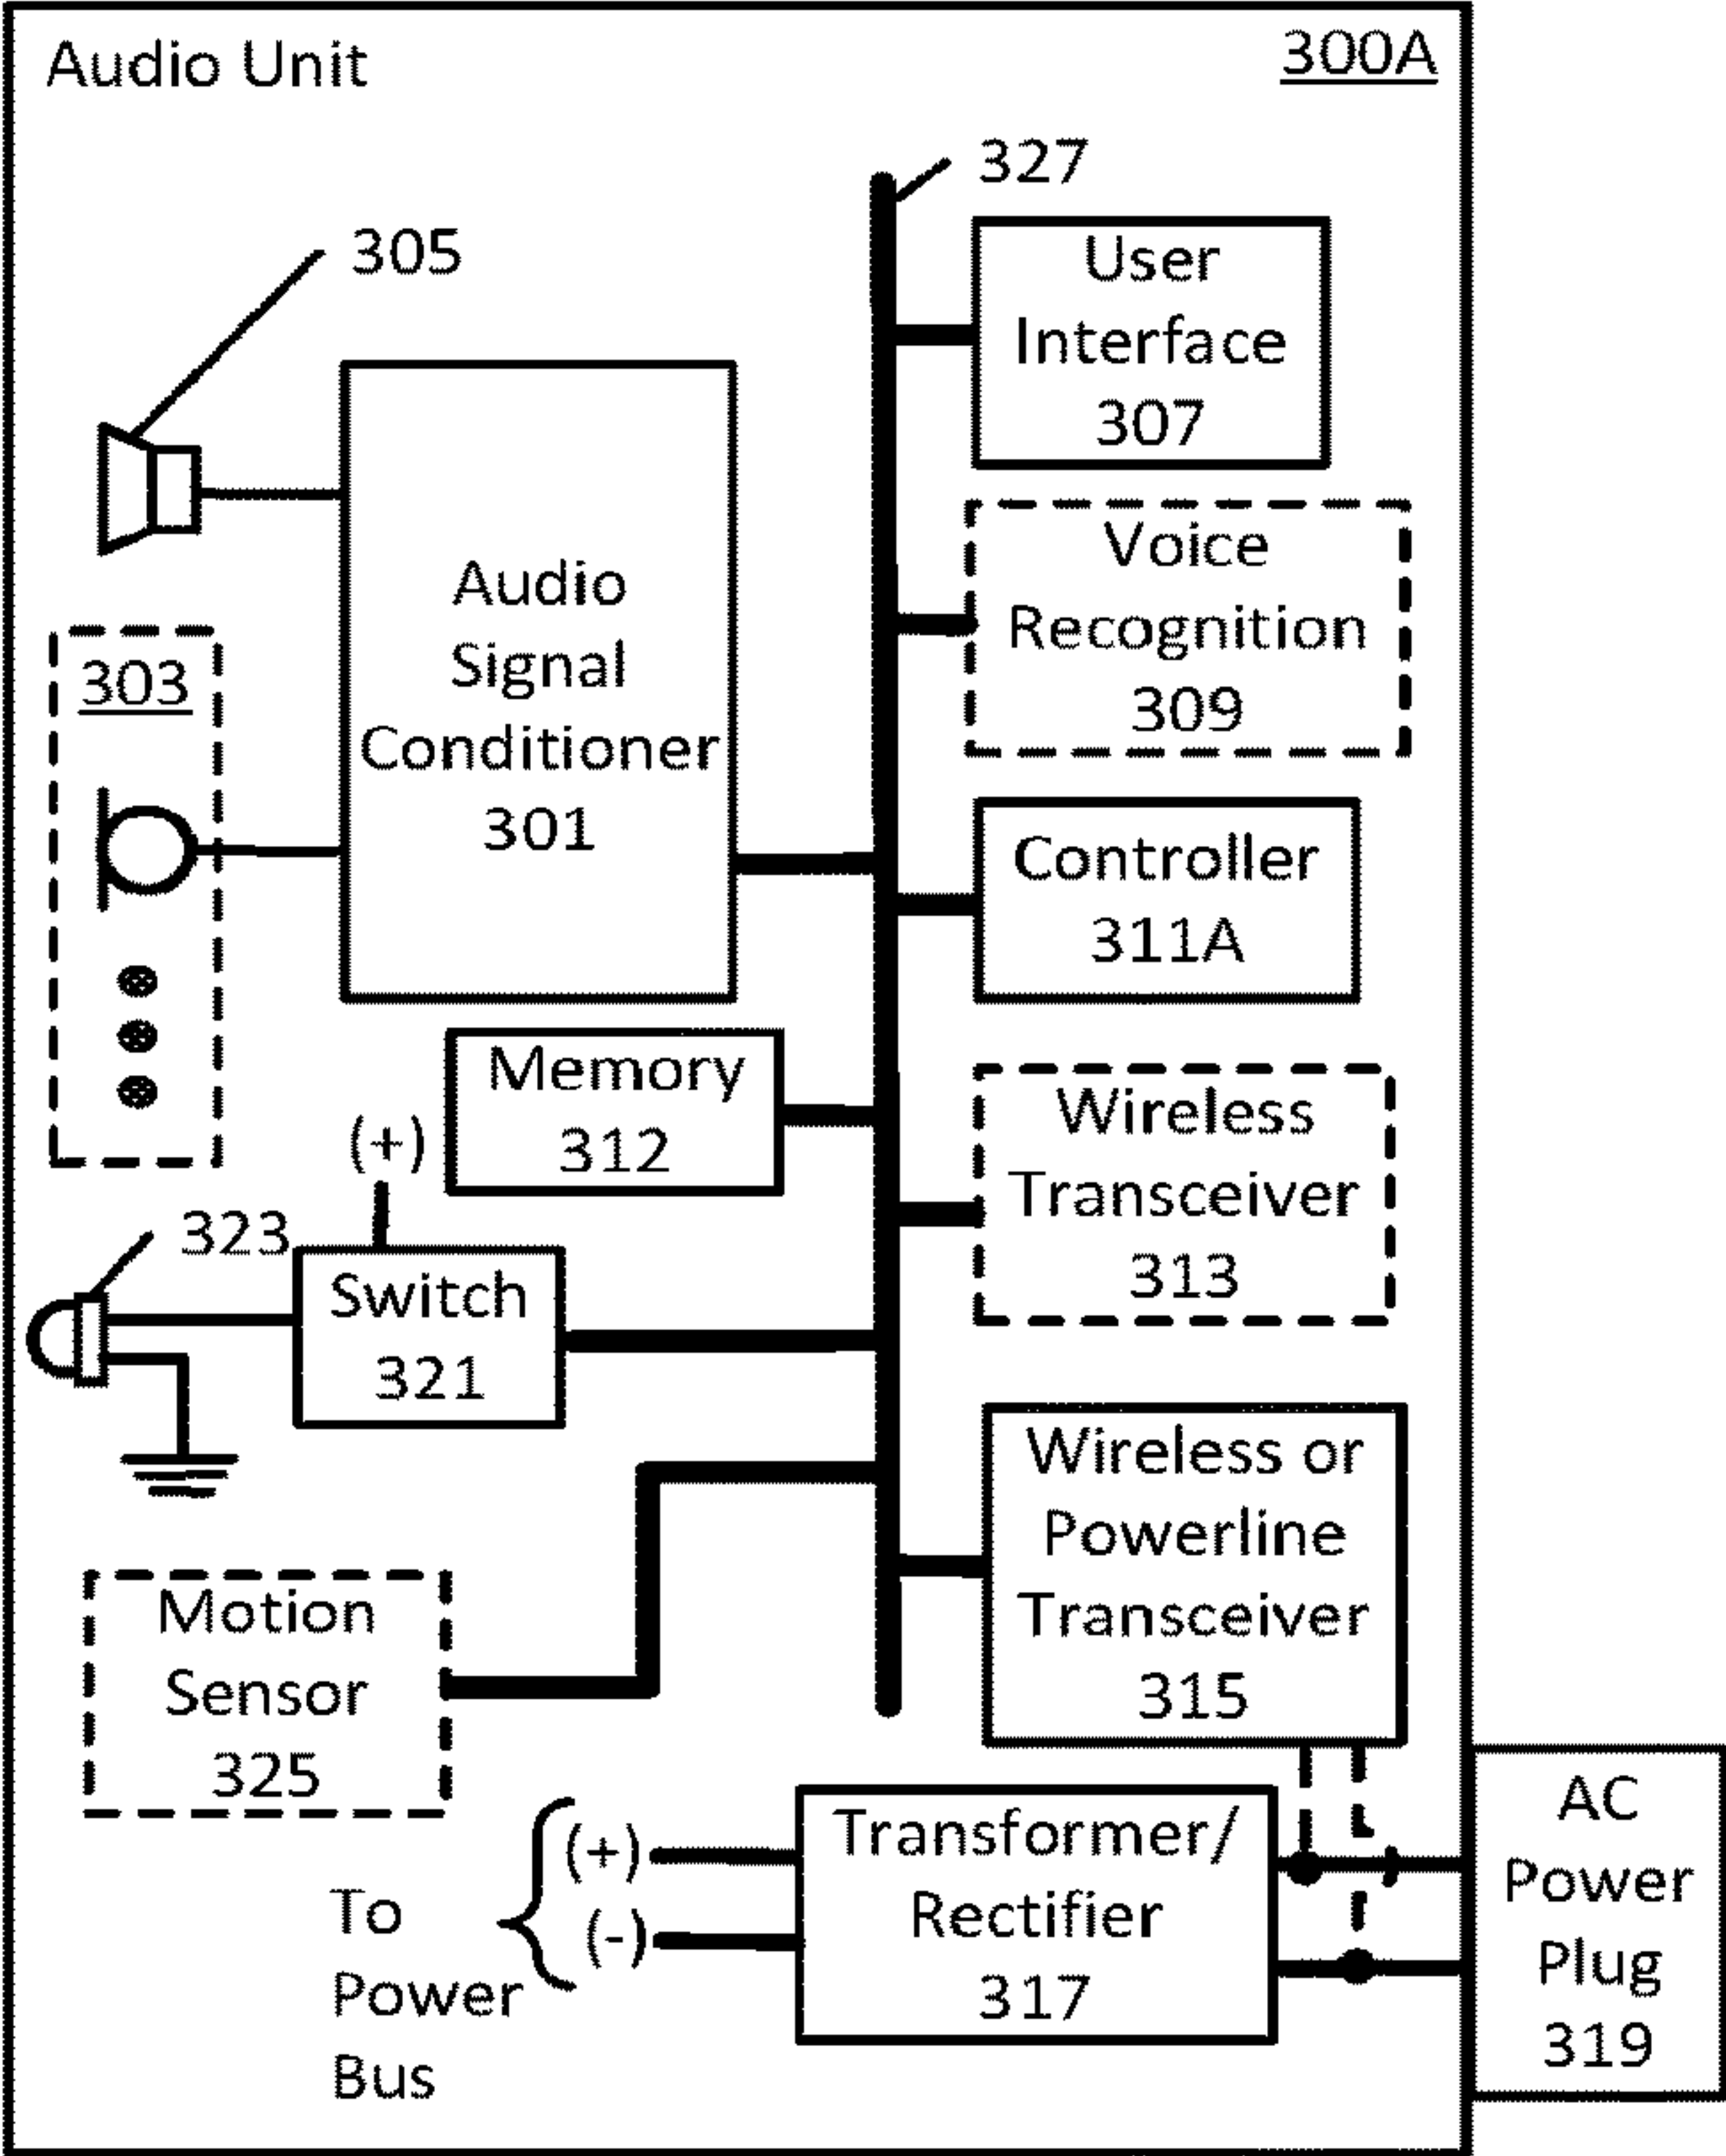 Audio Unit
300A
327
305
User
Interface
307
Voice
Recognition
309
Audio
Signal
Conditioner
301
303
Controller
311A
Memory
312
(+)
Wireless
Transceiver
313
323
Switch
321
Wireless or
Powerline
Transceiver
315
Motion
Sensor
325
To
Power
Bus
(+)
(-)
Transformer/
Rectifier
317
AC
Power
Plug
319